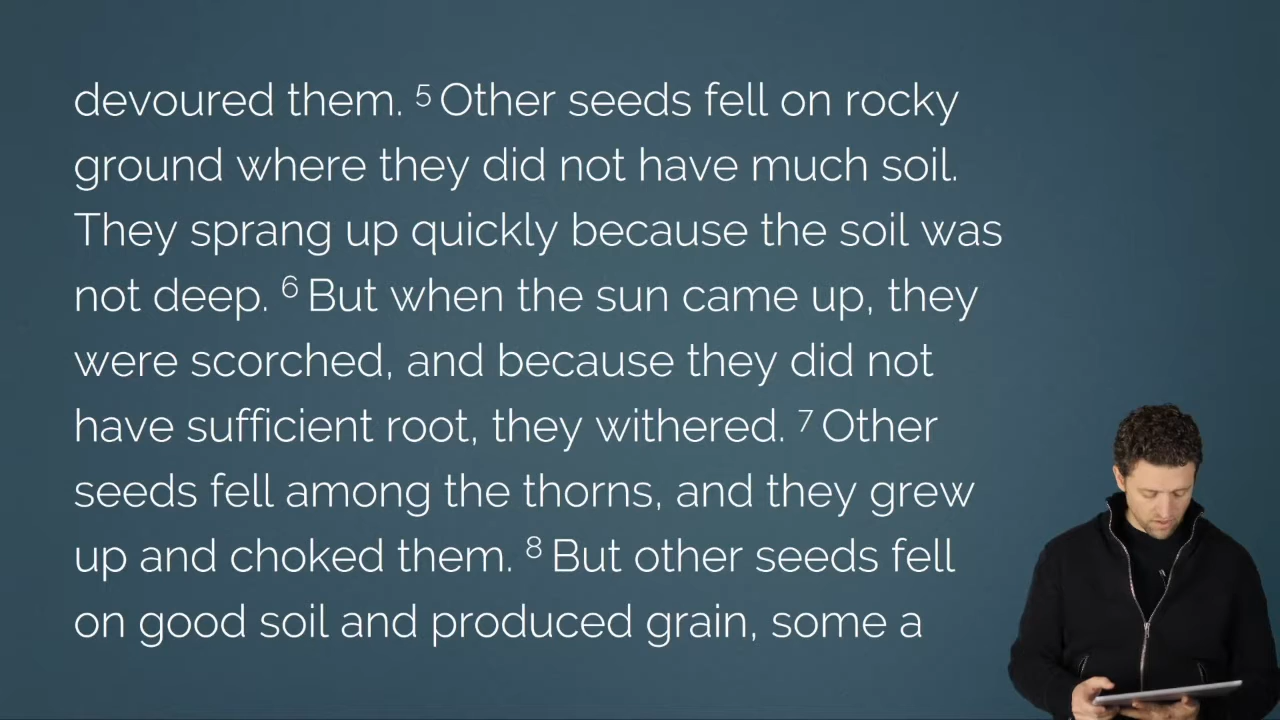 devoured them. 5 Other seeds fell on rocky
ground where they did not have much soil.
They sprang up quickly because the soil was
not deep. 6 But when the sun came up, they
were scorched, and because they did not
have sufficient root, they withered. 7 Other
seeds fell among the thorns, and they grew
up and choked them. 8 But other seeds fell
on good soil and produced grain, some a